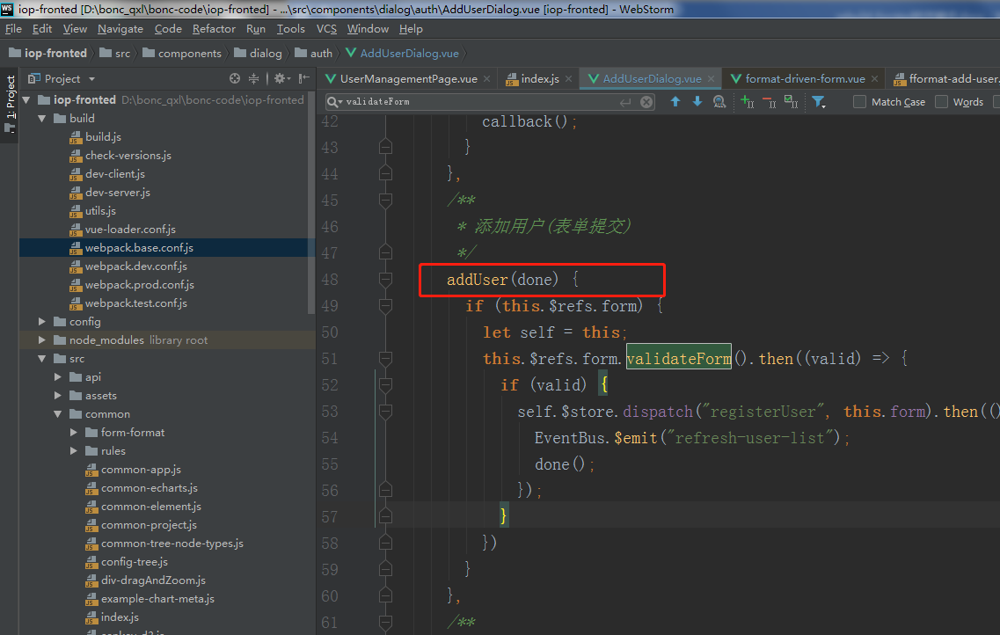 WS iop-fronted [D:\bonc_qxl\bonc-code\iop-fronted] - ...\src\components\dialog\auth\AddUserDialog.vue [iop-fronted] - WebStorm
File Edit View Navigate Code Refactor Run Tools VCS Window Help
iop-fronted src components dialog auth AddUserDialog.vue
1: Project
Project
UserManagementPage.vue index.js AddUserDialog.vue format-driven-form.vue fformat-add-user.
validateForm Match Case Words
iop-fronted D:\bonc_qxl\bonc-code\iop-fronted
build
build.js
check-versions.js
dev-client.js
dev-server.js
utils.js
vue-loader.conf.js
webpack.base.conf.js
webpack.dev.conf.js
webpack.prod.conf.js
webpack.test.conf.js
config
node_modules library root
src
api
assets
common
form-format
rules
common-app.js
common-echarts.js
common-element.js
common-project.js
common-tree-node-types.js
config-tree.js
div-dragAndZoom.js
example-chart-meta.js
index.js
42 callback();
43 }
44 },
45 /**
46 * 添加用户(表单提交)
47 */
48 addUser(done) {
49 if (this.$refs.form) {
50 let self = this;
51 this.$refs.form.validateForm().then((valid) => {
52 if (valid) {
53 self.$store.dispatch("registerUser", this.form).then(()
54 EventBus.$emit("refresh-user-list");
55 done();
56 });
57 }
58 })
59 }
60 },
61 /**